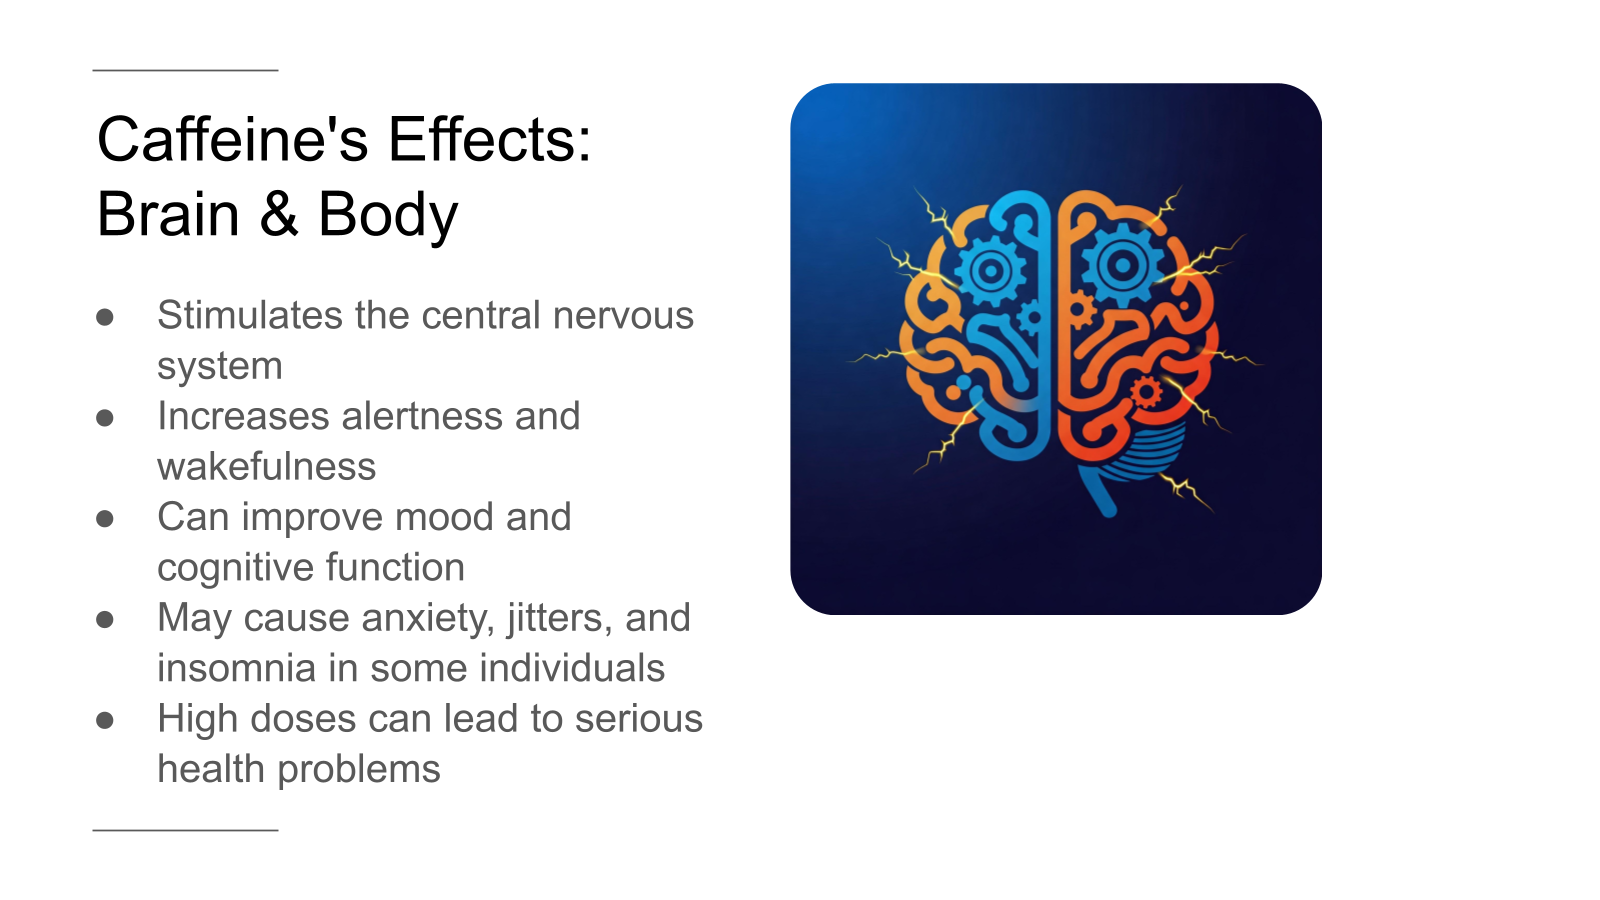 Caffeine's Effects:
Brain & Body
● Stimulates the central nervous
system
● Increases alertness and
wakefulness
● Can improve mood and
cognitive function
● May cause anxiety, jitters, and
insomnia in some individuals
● High doses can lead to serious
health problems